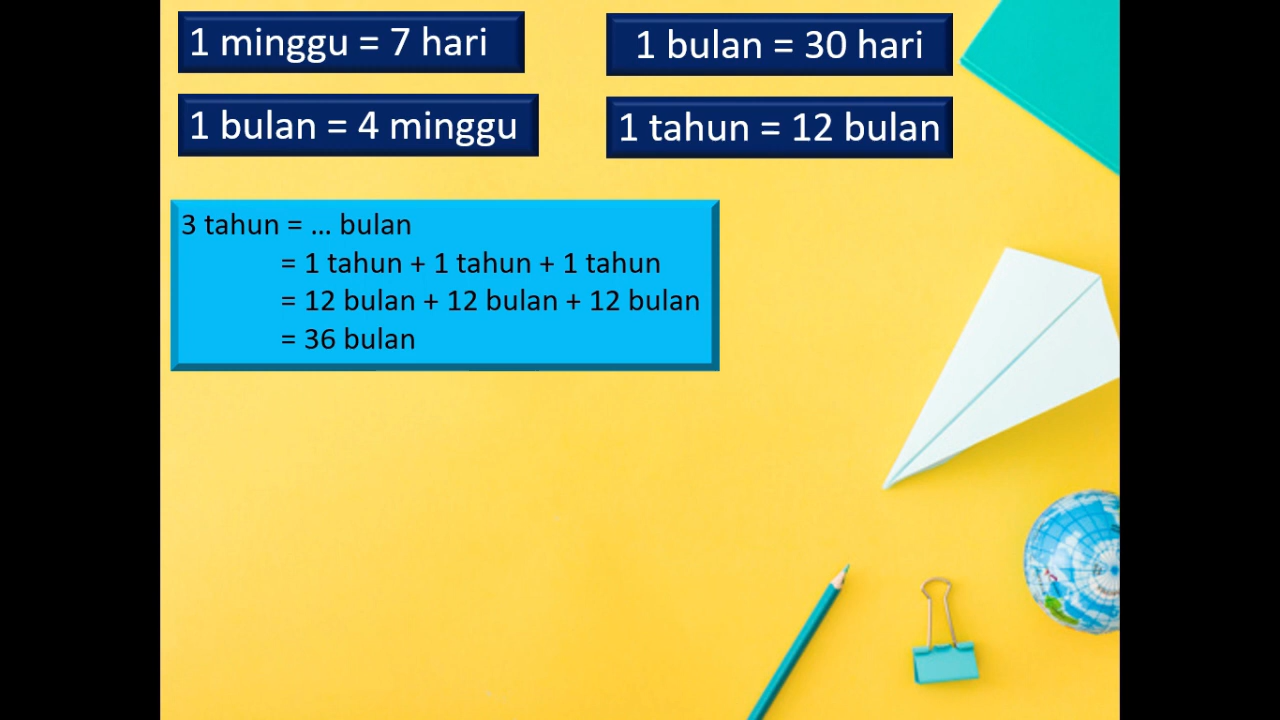 1 minggu = 7 hari
1 bulan = 30 hari
1 bulan = 4 minggu
1 tahun = 12 bulan
3 tahun = ... bulan
= 1 tahun + 1 tahun + 1 tahun
= 12 bulan + 12 bulan + 12 bulan
= 36 bulan